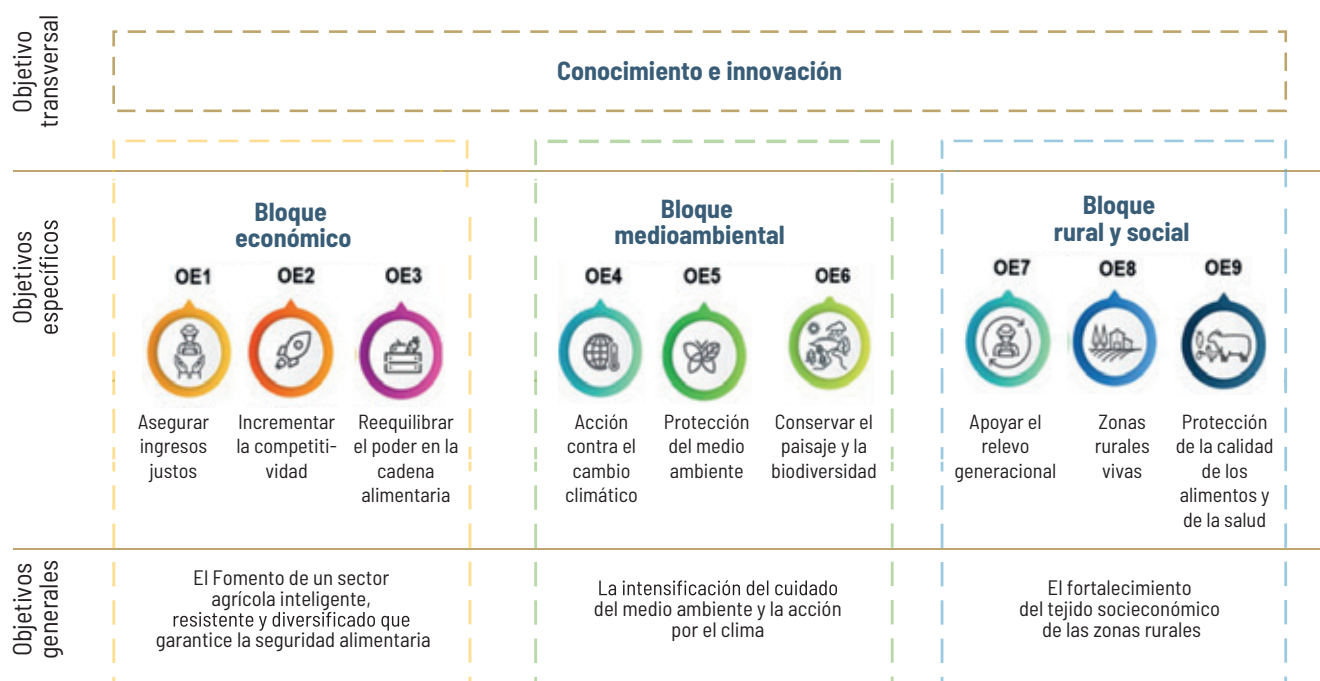 Objetivo
transversal
Conocimiento e innovación
Objetivos
específicos
Bloque
económico
OE1
OE2
OE3
Asegurar
ingresos
justos
Incrementar
la competiti-
vidad
Reequilibrar
el poder en la
cadena
alimentaria
Bloque
medioambiental
OE4
OE5
OE6
Acción
contra el
cambio
climático
Protección
del medio
ambiente
Conservar el
paisaje y la
biodiversidad
Bloque
rural y social
OE7
OE8
OE9
Apoyar el
relevo
generacional
Zonas
rurales
vivas
Protección
de la calidad
de los
alimentos y
de la salud
Objetivos
generales
El Fomento de un sector
agrícola inteligente,
resistente y diversificado que
garantice la seguridad alimentaria
La intensificación del cuidado
del medio ambiente y la acción
por el clima
El fortalecimiento
del tejido socioeconómico
de las zonas rurales